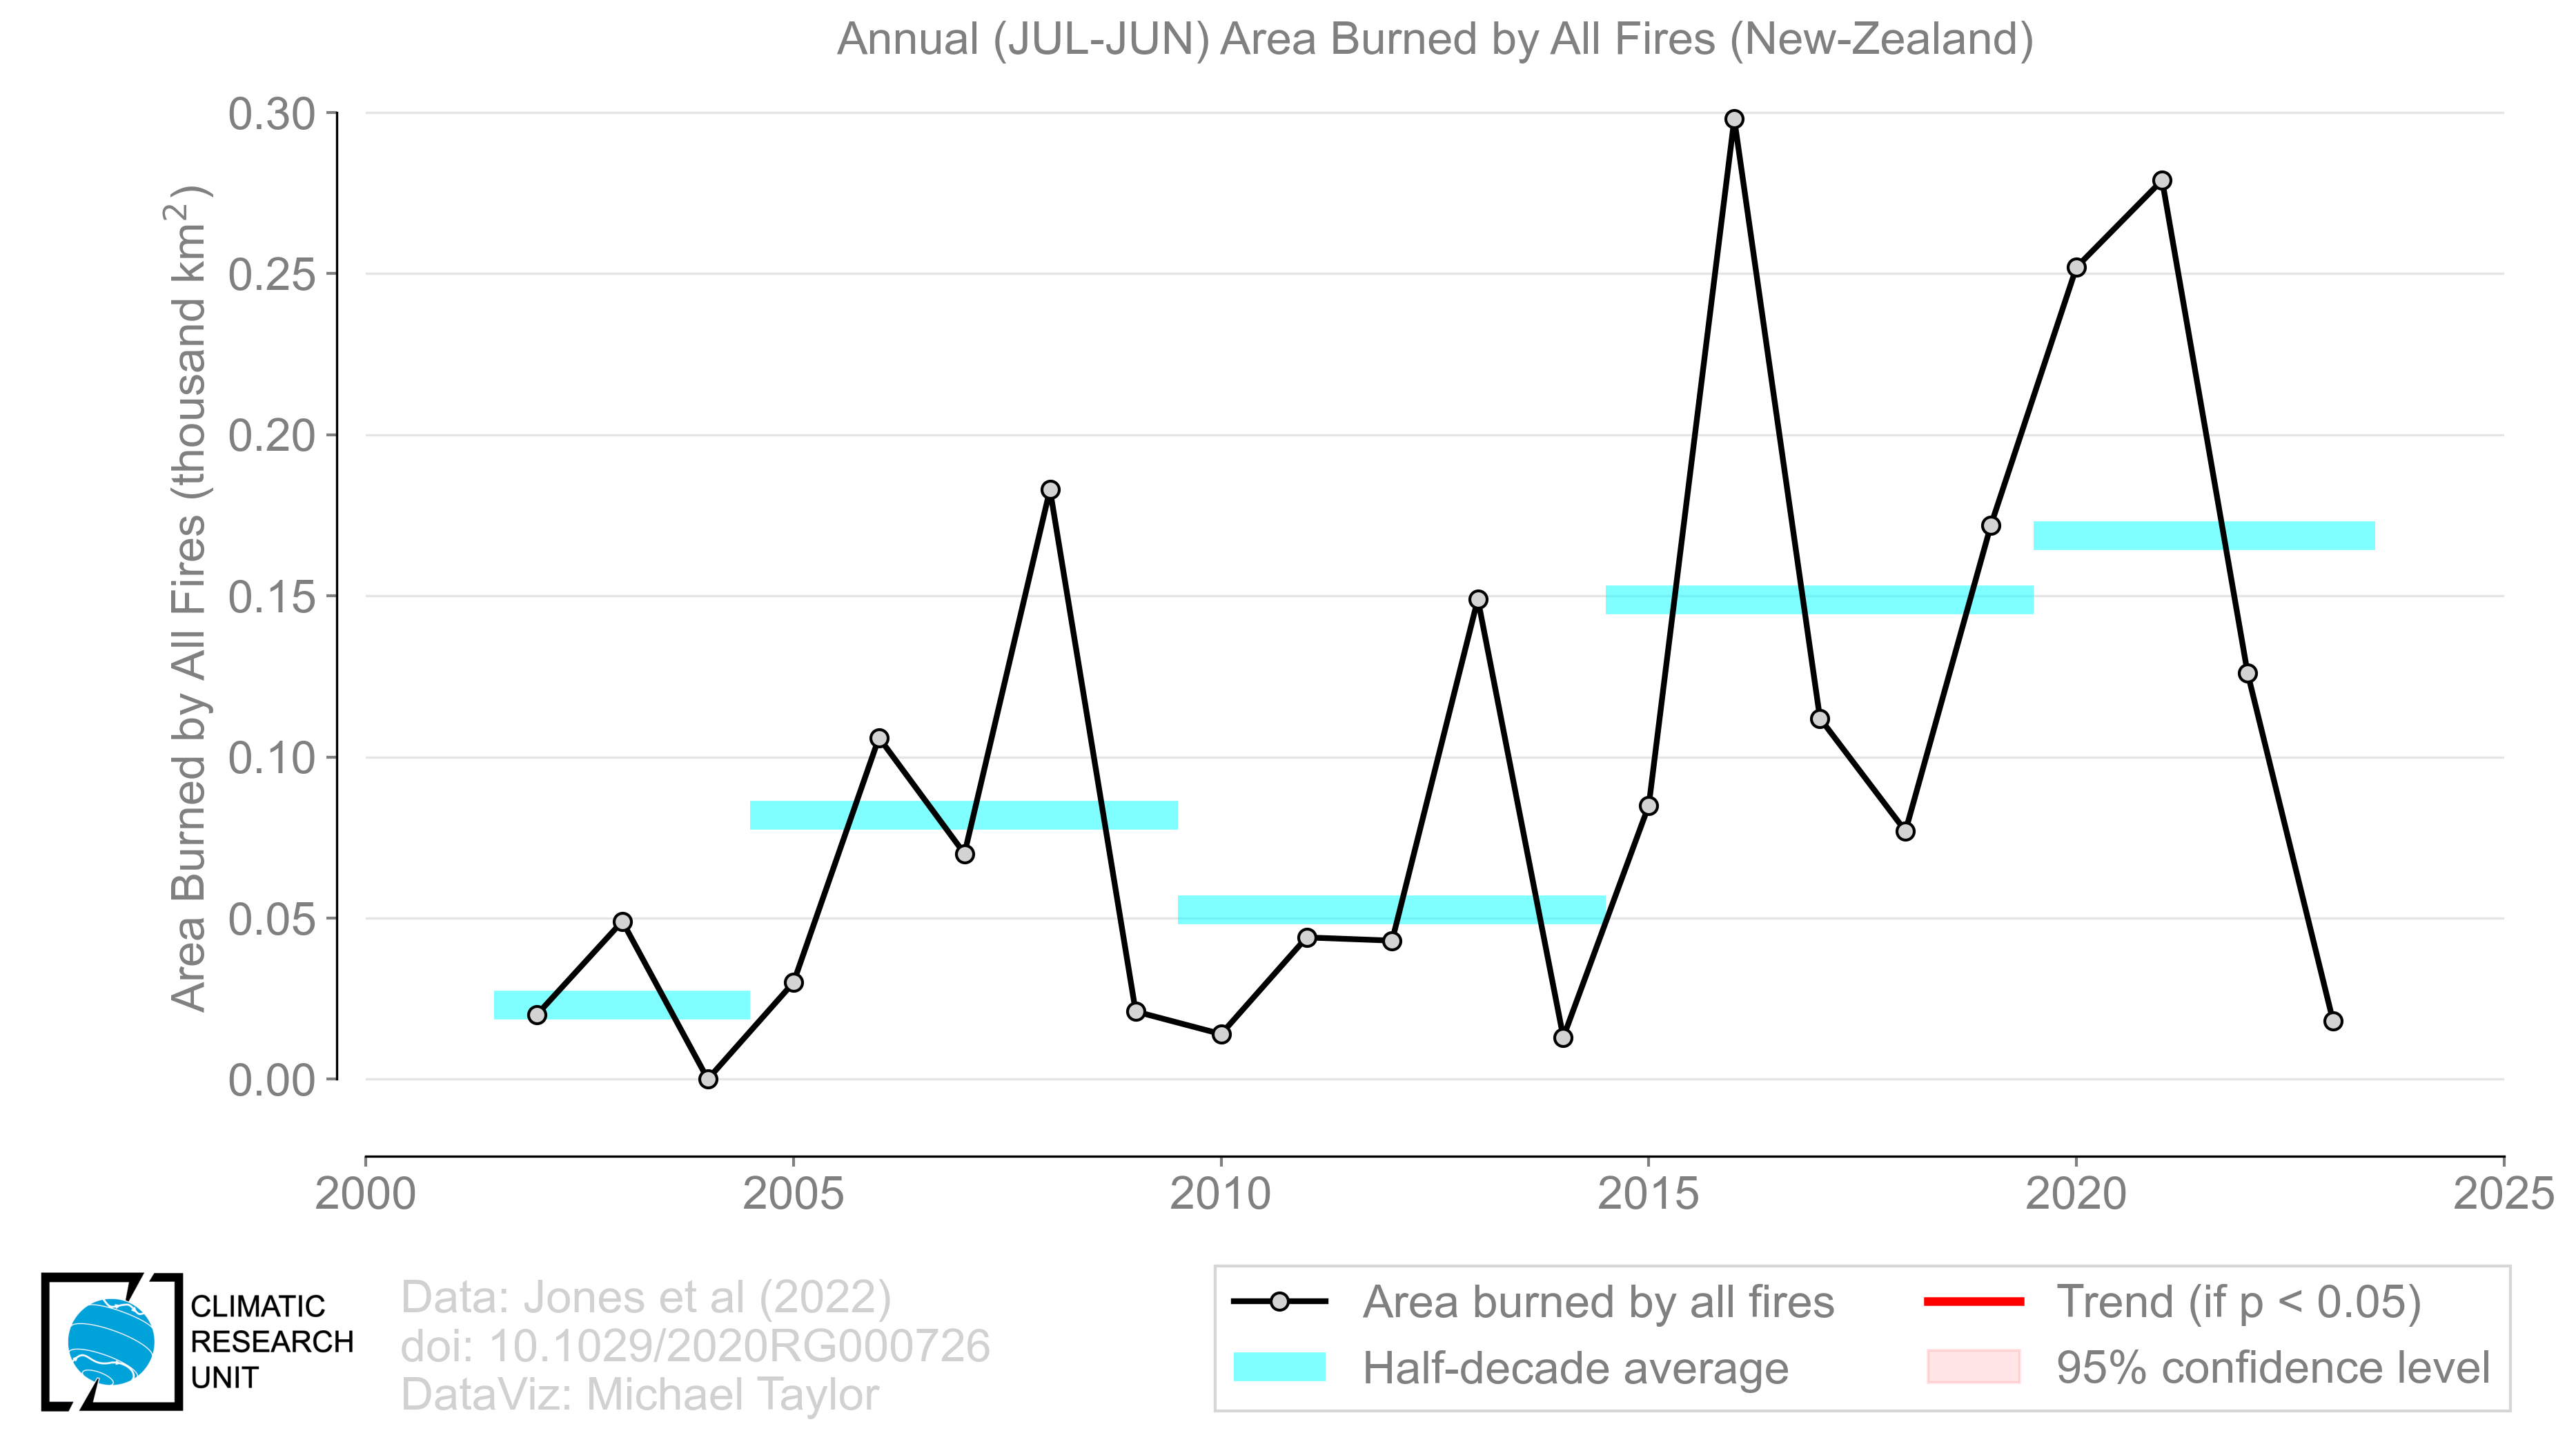 Annual (JUL-JUN) Area Burned by All Fires (New-Zealand)
Area Burned by All Fires (thousand km²)
0.30
0.25
0.20
0.15
0.10
0.05
0.00
2000 2005 2010 2015 2020 2025
CLIMATIC
RESEARCH
UNIT
Data: Jones et al (2022)
doi: 10.1029/2020RG000726
DataViz: Michael Taylor
Area burned by all fires
Half-decade average
Trend (if p < 0.05)
95% confidence level